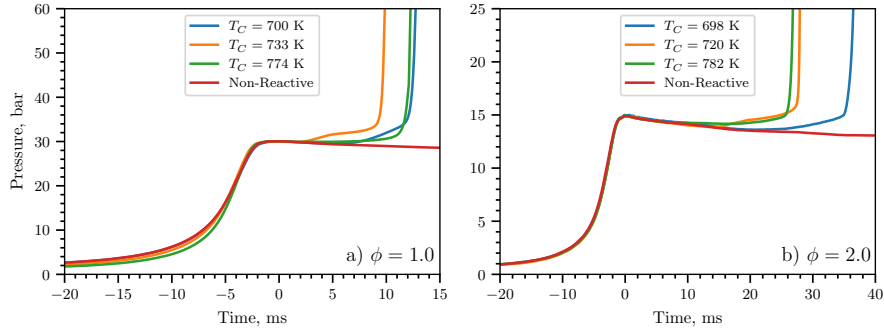 60
50
40
30
20
10
0
Pressure, bar
−20
−15
−10
−5
0
5
10
15
Time, ms
T_C = 700 K
T_C = 733 K
T_C = 774 K
Non-Reactive
a) ϕ = 1.0
25
20
15
10
5
0
−20
−10
0
10
20
30
40
Time, ms
T_C = 698 K
T_C = 720 K
T_C = 782 K
Non-Reactive
b) ϕ = 2.0